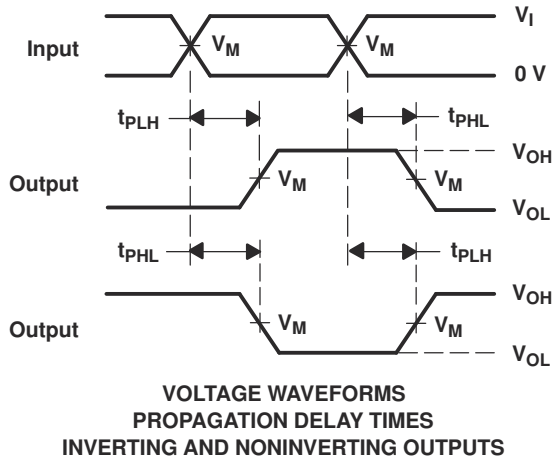 V_I
Input
V_M
V_M
0 V
t_PLH
t_PHL
V_OH
Output
V_M
V_M
V_OL
t_PHL
t_PLH
V_OH
Output
V_M
V_M
V_OL
VOLTAGE WAVEFORMS
PROPAGATION DELAY TIMES
INVERTING AND NONINVERTING OUTPUTS